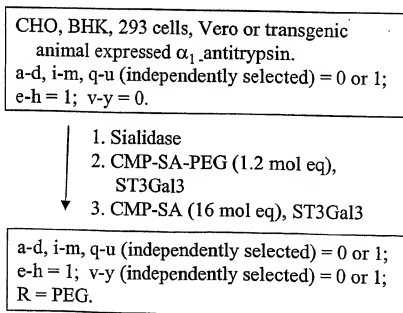 CHO, BHK, 293 cells, Vero or transgenic
animal expressed α₁_antitrypsin.
a-d, i-m, q-u (independently selected) = 0 or 1;
e-h = 1; v-y = 0.
1. Sialidase
2. CMP-SA-PEG (1.2 mol eq),
ST3Gal3
3. CMP-SA (16 mol eq), ST3Gal3
a-d, i-m, q-u (independently selected) = 0 or 1;
e-h = 1; v-y (independently selected) = 0 or 1;
R = PEG.